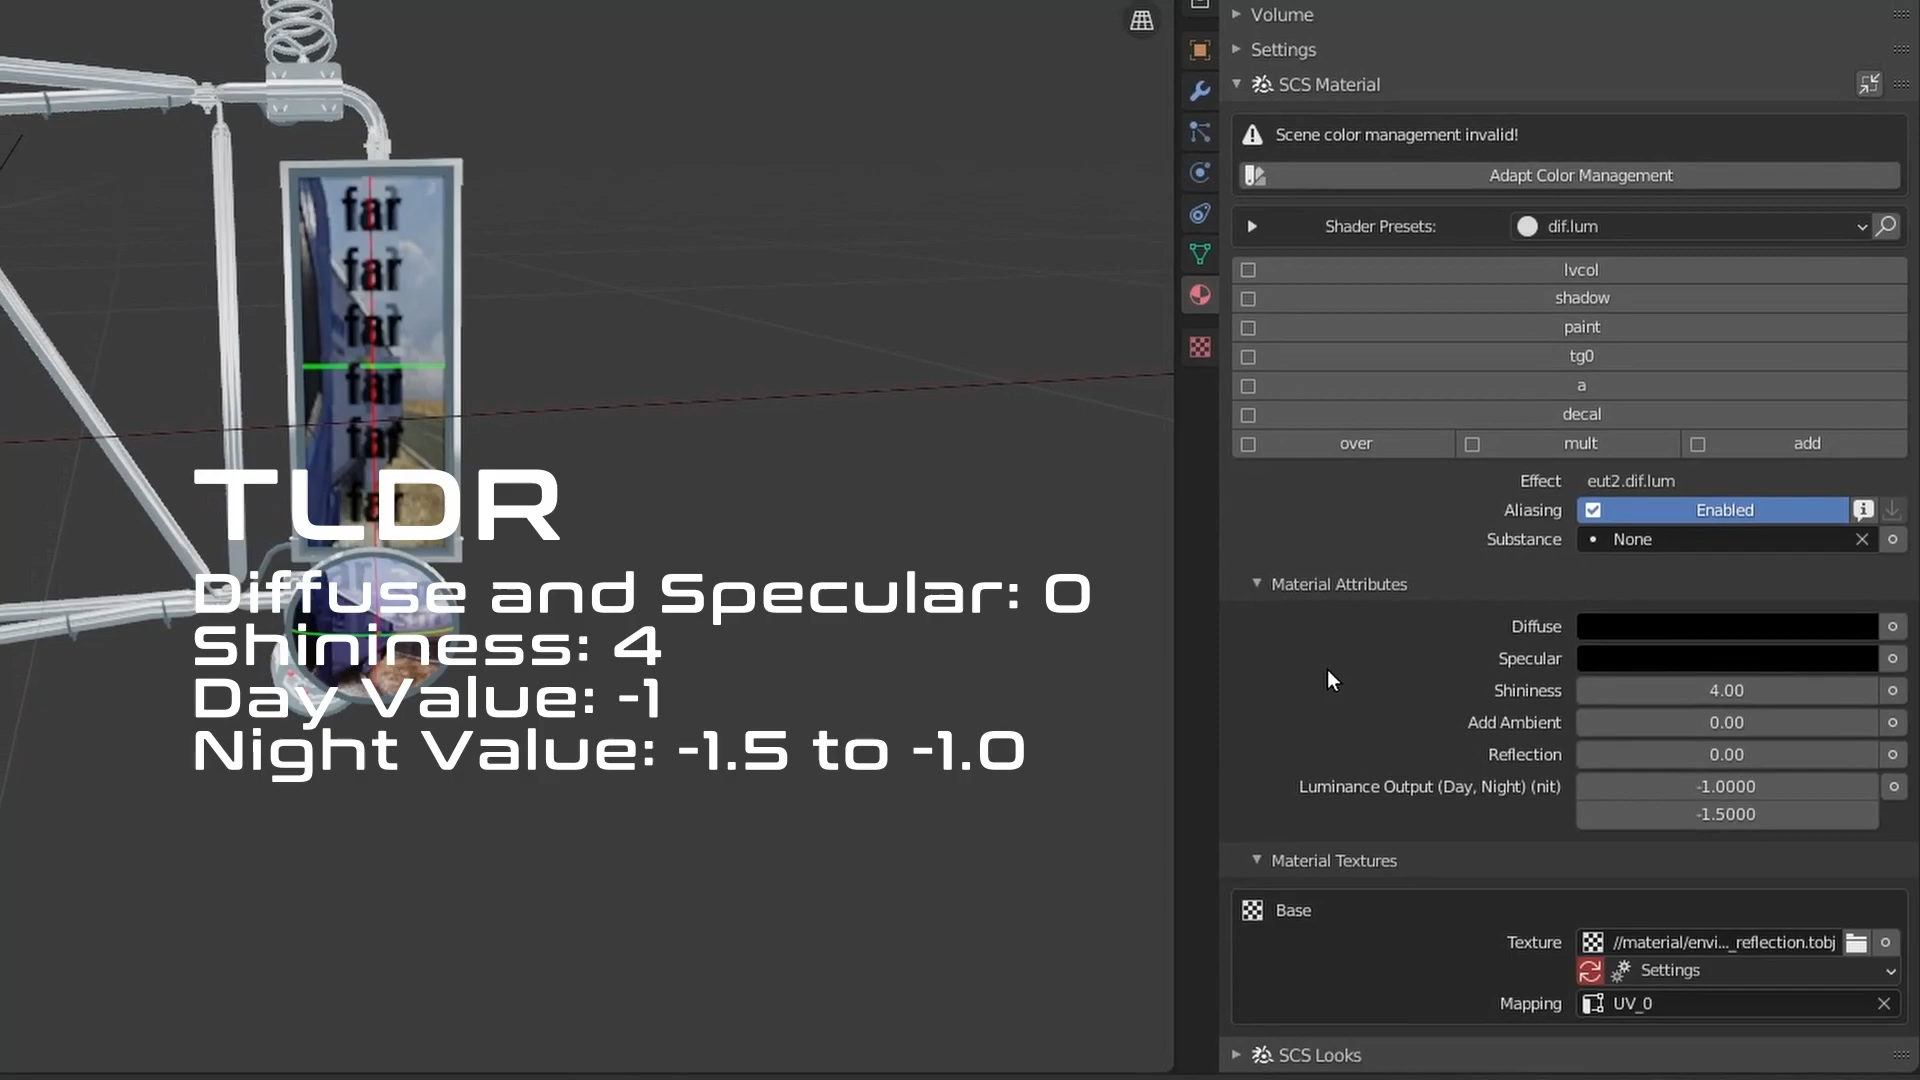 Volume
Settings
SCS Material
Scene color management invalid!
Adapt Color Management
Shader Presets: dif.lum
lvcol
shadow
paint
tg0
a
decal
over mult add
Effect eut2.dif.lum
Aliasing Enabled
Substance None
Material Attributes
Diffuse
Specular
Shininess 4.00
Add Ambient 0.00
Reflection 0.00
Luminance Output (Day, Night) (nit) -1.0000
-1.5000
Material Textures
Base
Texture //material/envi..._reflection.tobj
Settings
Mapping UV_0
SCS Looks
far
far
far
far
far
far
TLDR
Diffuse and Specular: 0
Shininess: 4
Day Value: -1
Night Value: -1.5 to -1.0